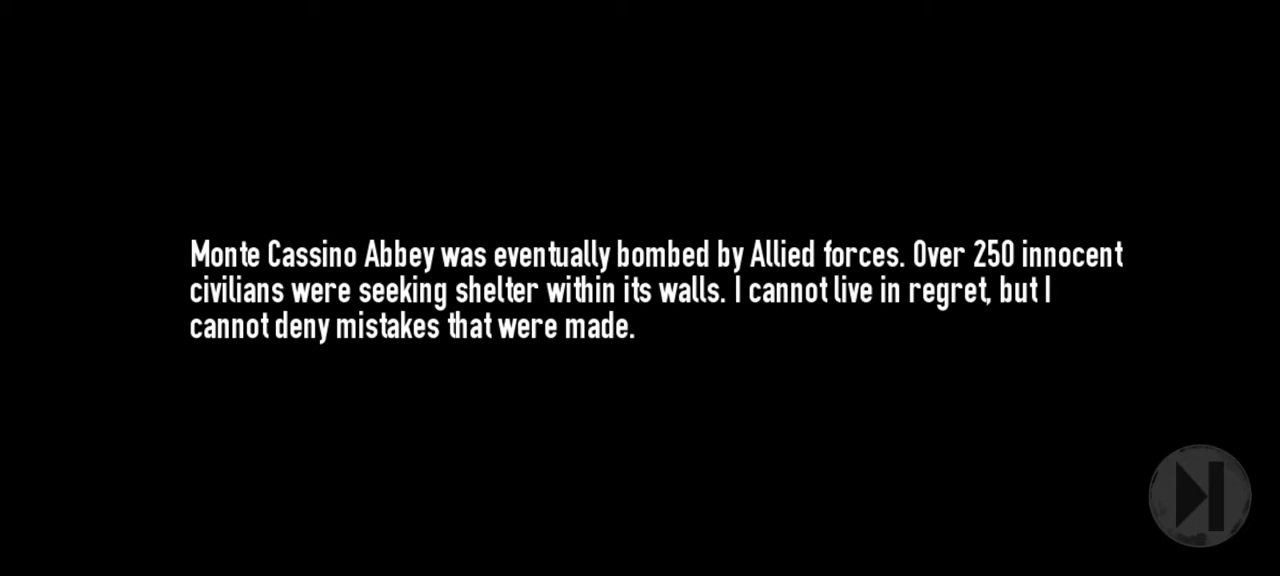 Monte Cassino Abbey was eventually bombed by Allied forces. Over 250 innocent
civilians were seeking shelter within its walls. I cannot live in regret, but I
cannot deny mistakes that were made.